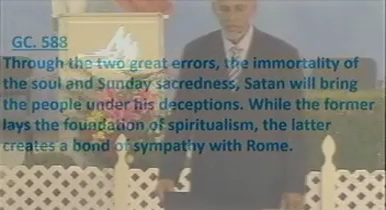 GC. 588
Through the two great errors, the immortality of
the soul and Sunday sacredness, Satan will bring
the people under his deceptions. While the former
lays the foundation of spiritualism, the latter
creates a bond of sympathy with Rome.